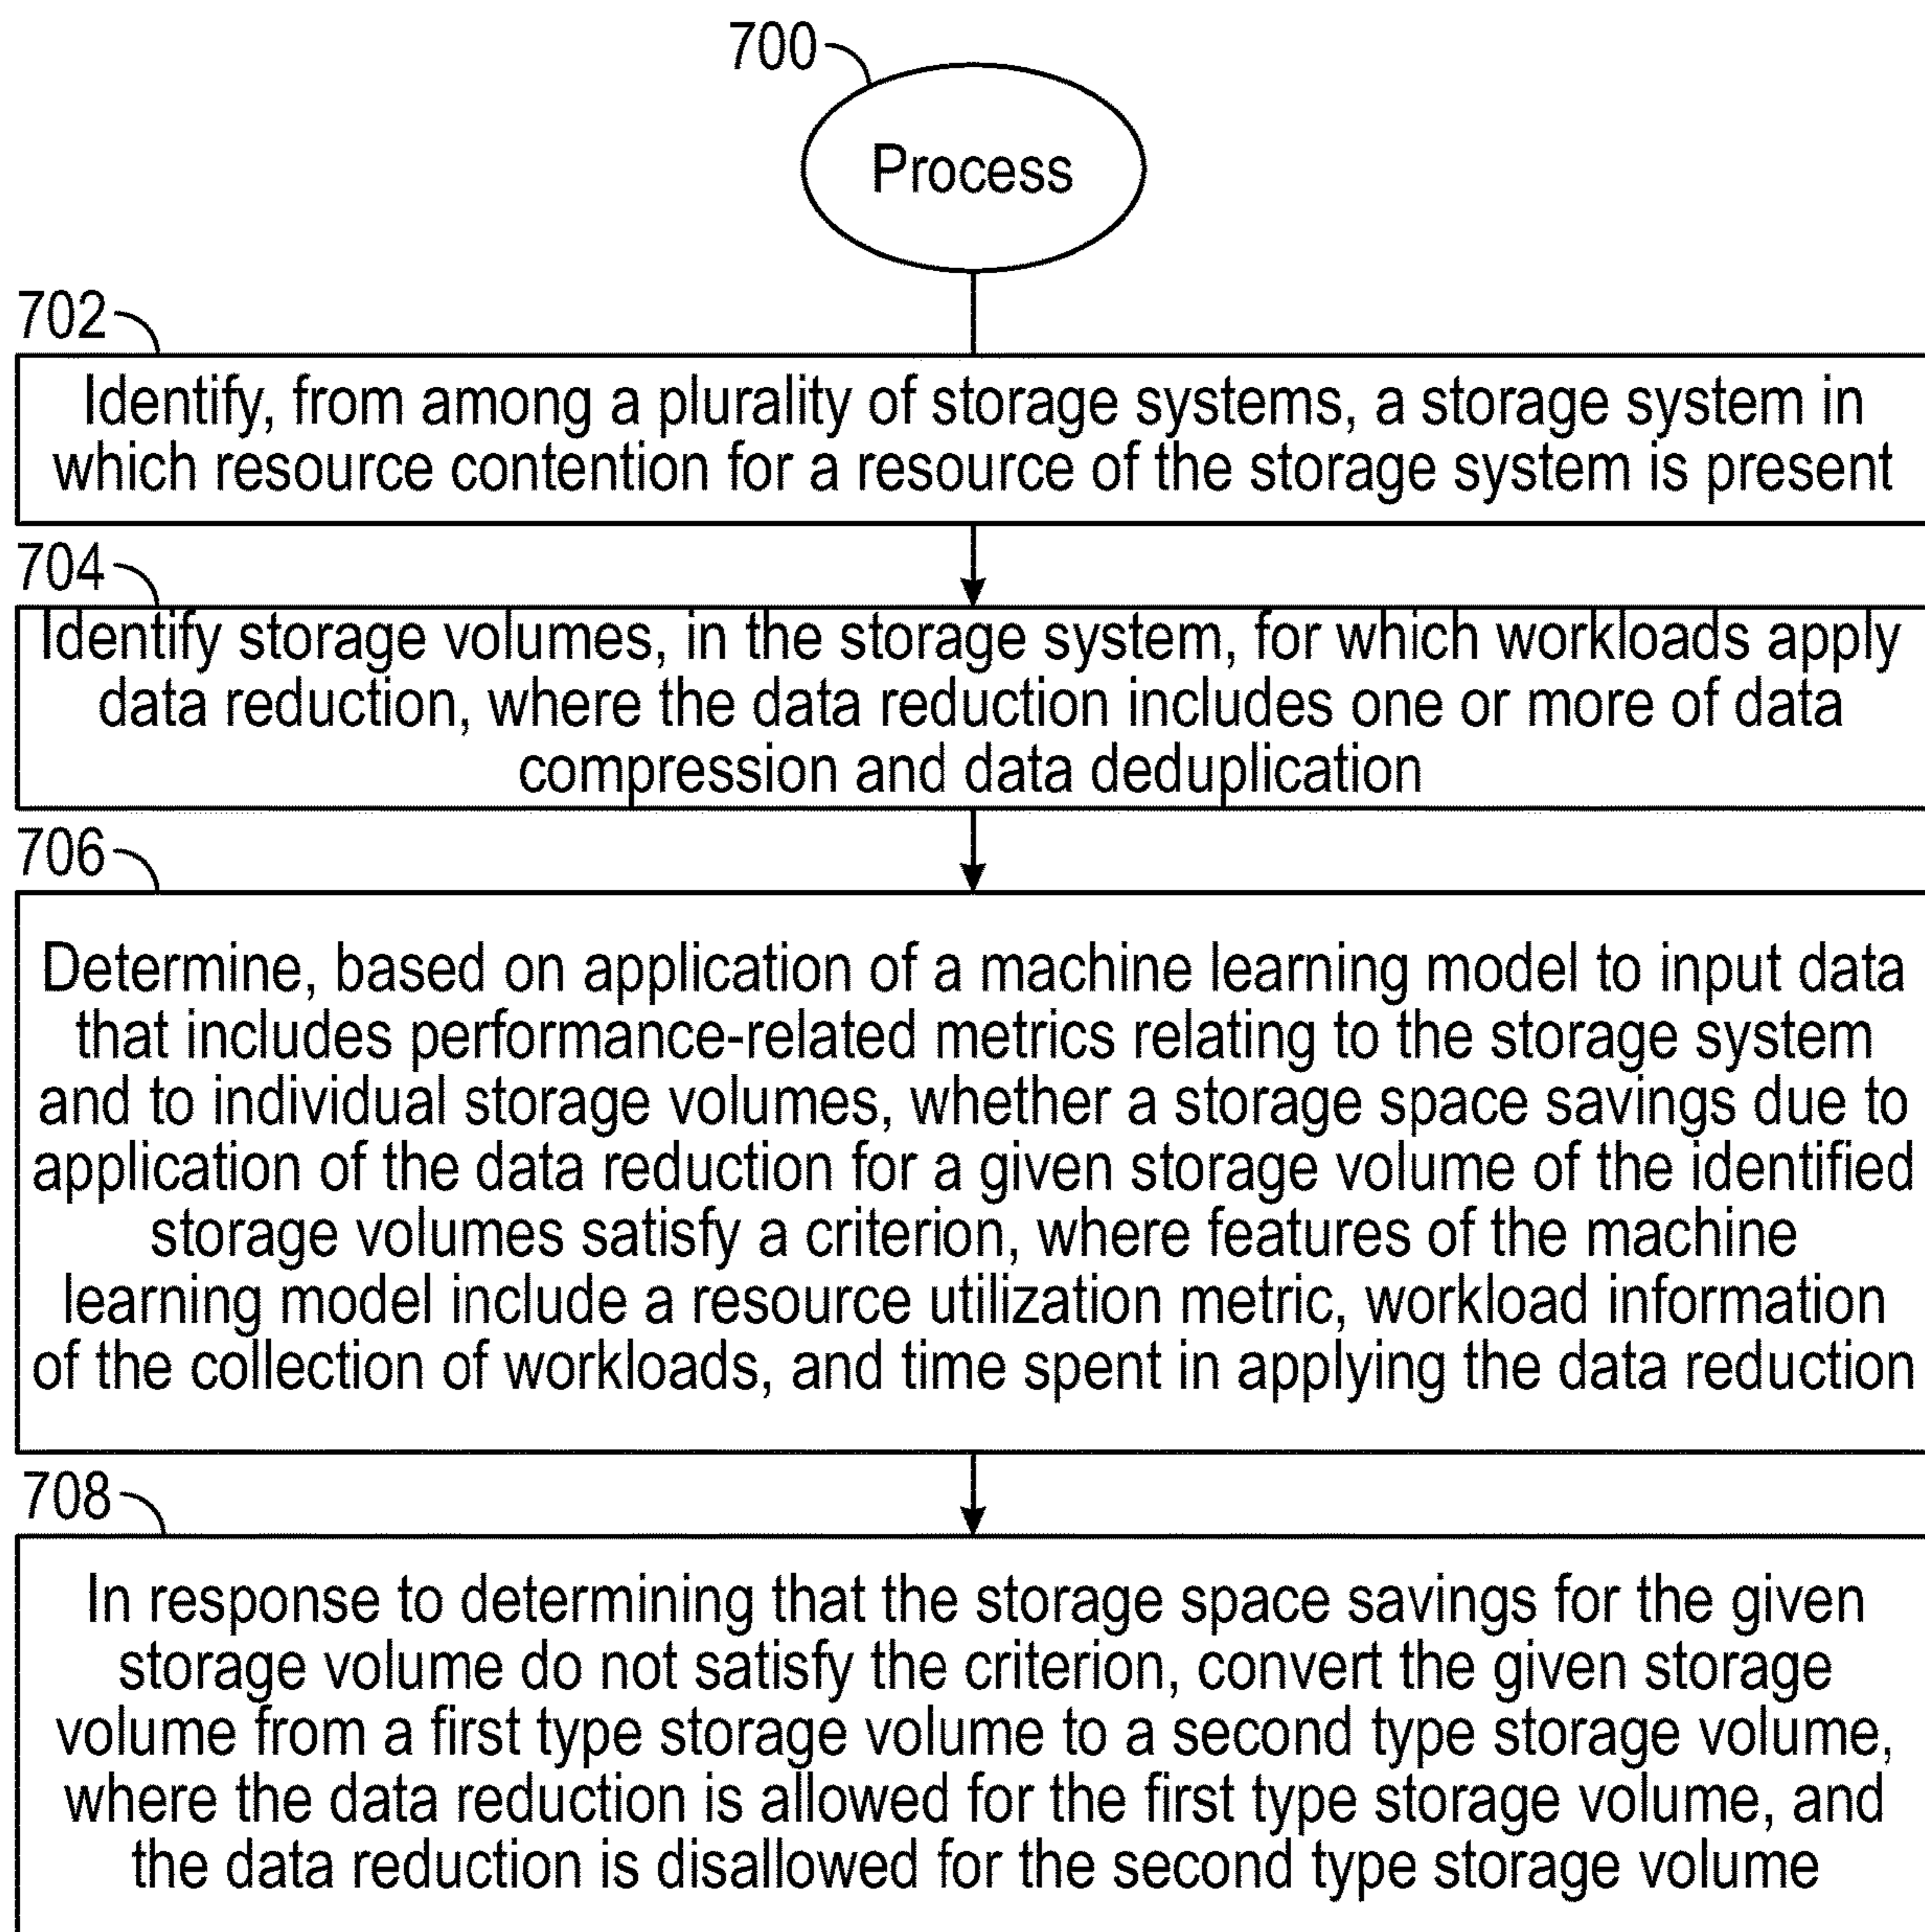 700
Process
702
Identify, from among a plurality of storage systems, a storage system in
which resource contention for a resource of the storage system is present
704
Identify storage volumes, in the storage system, for which workloads apply
data reduction, where the data reduction includes one or more of data
compression and data deduplication
706
Determine, based on application of a machine learning model to input data
that includes performance-related metrics relating to the storage system
and to individual storage volumes, whether a storage space savings due to
application of the data reduction for a given storage volume of the identified
storage volumes satisfy a criterion, where features of the machine
learning model include a resource utilization metric, workload information
of the collection of workloads, and time spent in applying the data reduction
708
In response to determining that the storage space savings for the given
storage volume do not satisfy the criterion, convert the given storage
volume from a first type storage volume to a second type storage volume,
where the data reduction is allowed for the first type storage volume, and
the data reduction is disallowed for the second type storage volume